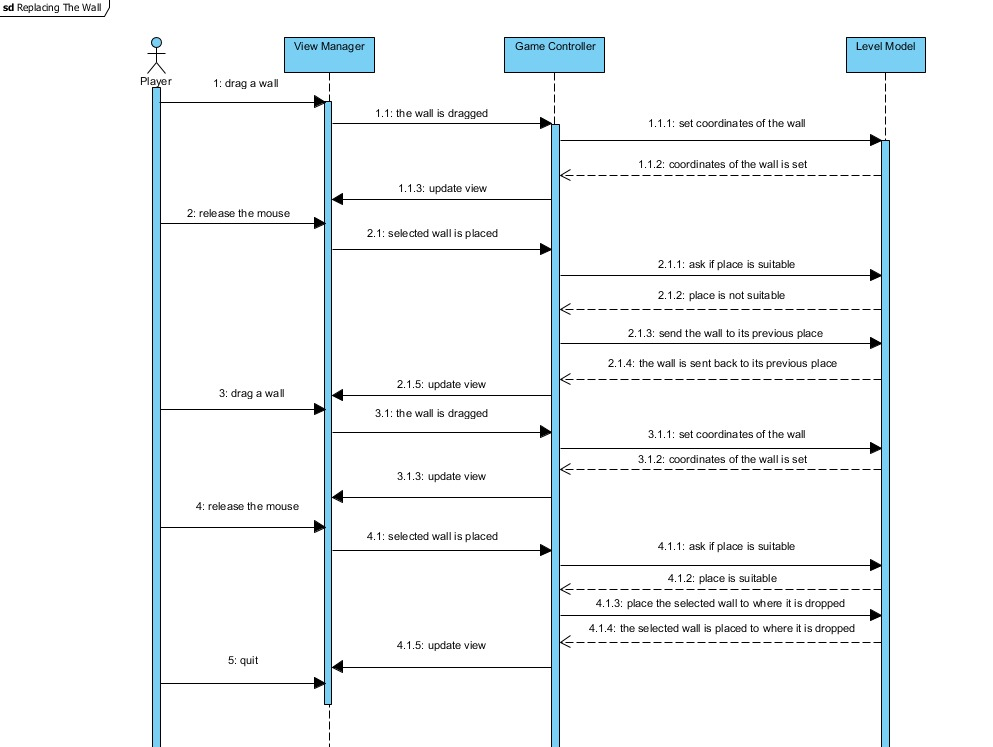 sd Replacing The Wall
View Manager
Game Controller
Level Model
Player
1: drag a wall
1.1: the wall is dragged
1.1.1: set coordinates of the wall
1.1.2: coordinates of the wall is set
1.1.3: update view
2: release the mouse
2.1: selected wall is placed
2.1.1: ask if place is suitable
2.1.2: place is not suitable
2.1.3: send the wall to its previous place
2.1.4: the wall is sent back to its previous place
2.1.5: update view
3: drag a wall
3.1: the wall is dragged
3.1.1: set coordinates of the wall
3.1.2: coordinates of the wall is set
3.1.3: update view
4: release the mouse
4.1: selected wall is placed
4.1.1: ask if place is suitable
4.1.2: place is suitable
4.1.3: place the selected wall to where it is dropped
4.1.4: the selected wall is placed to where it is dropped
4.1.5: update view
5: quit